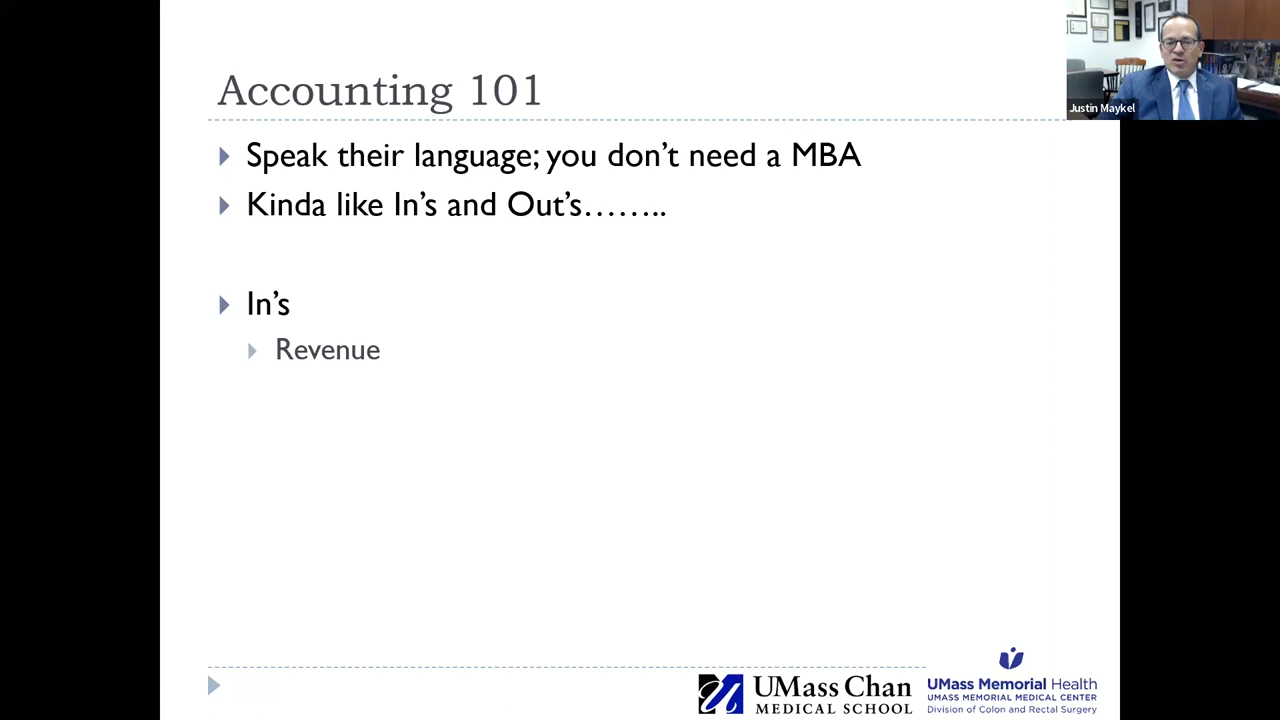 Accounting 101
Justin Maykel
Speak their language; you don't need a MBA
Kinda like In's and Out's........
In's
Revenue
UMass Chan
MEDICAL SCHOOL
UMass Memorial Health
UMASS MEMORIAL MEDICAL CENTER
Division of Colon and Rectal Surgery